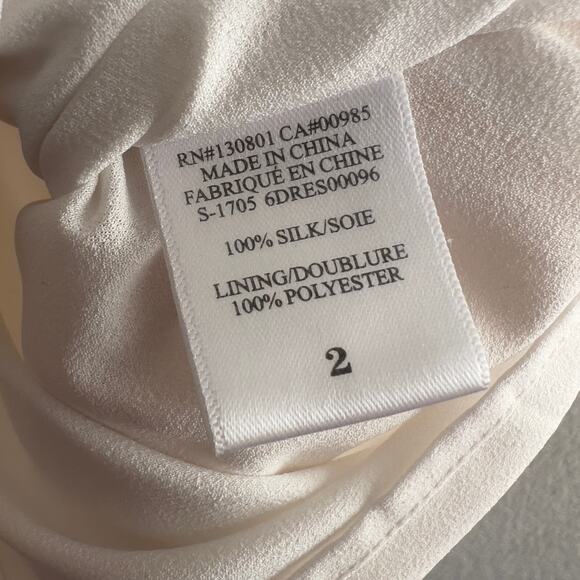 RN#130801 CA#00985
MADE IN CHINA
FABRIQUÉ EN CHINE
S-1705 6DRES00096
100% SILK/SOIE
LINING/DOUBLURE
100% POLYESTER
2